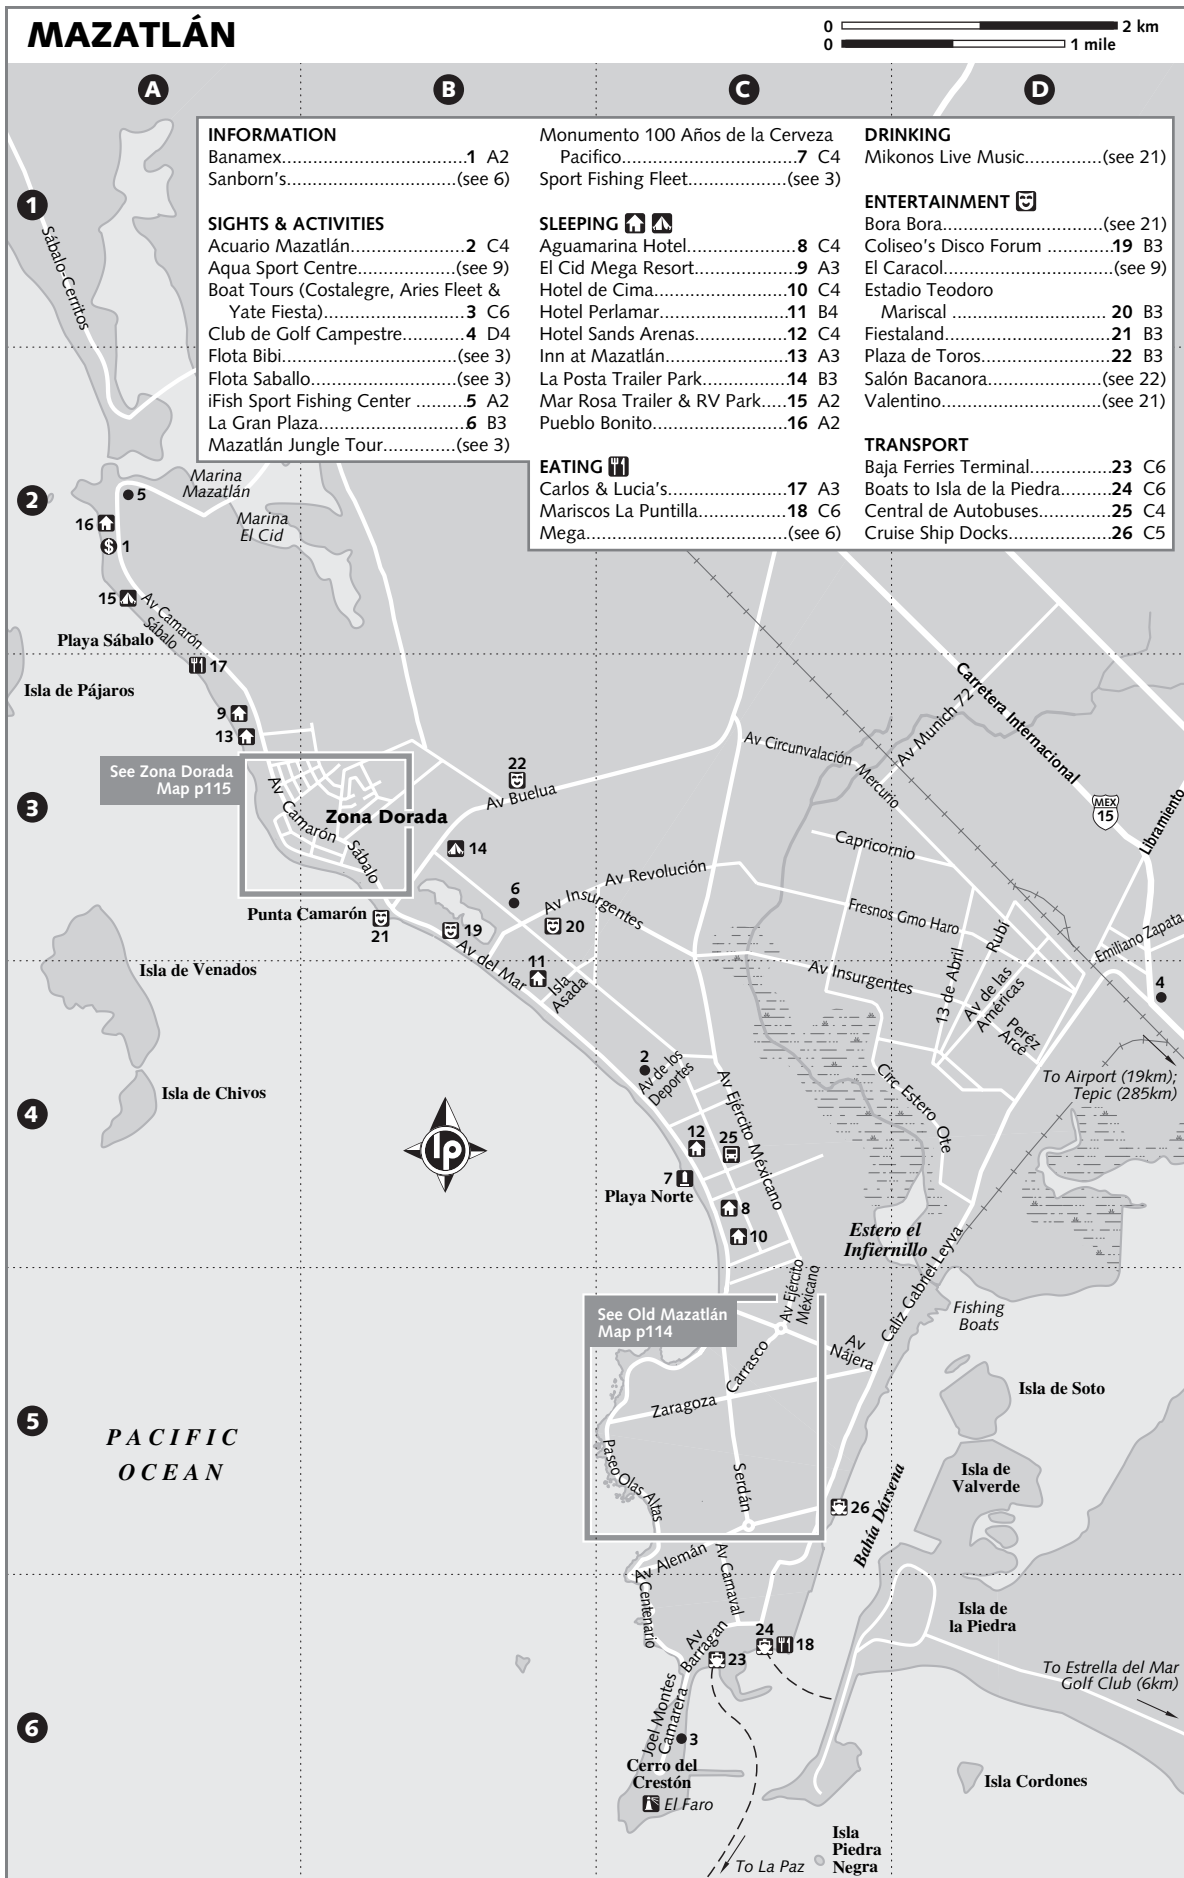 MAZATLÁN
0 2 km
0 1 mile
A B C D
INFORMATION
Banamex..................................1 A2
Sanborn's...............................(see 6)
SIGHTS & ACTIVITIES
Acuario Mazatlán.....................2 C4
Aqua Sport Centre..................(see 9)
Boat Tours (Costalegre, Aries Fleet &
Yate Fiesta)..........................3 C6
Club de Golf Campestre...........4 D4
Flota Bibi................................(see 3)
Flota Saballo...........................(see 3)
iFish Sport Fishing Center .........5 A2
La Gran Plaza...........................6 B3
Mazatlán Jungle Tour.............(see 3)
Monumento 100 Años de la Cerveza
Pacifico................................7 C4
Sport Fishing Fleet.................(see 3)
SLEEPING
Aguamarina Hotel....................8 C4
El Cid Mega Resort..................9 A3
Hotel de Cima.......................10 C4
Hotel Perlamar......................11 B4
Hotel Sands Arenas...............12 C4
Inn at Mazatlán.....................13 A3
La Posta Trailer Park..............14 B3
Mar Rosa Trailer & RV Park.....15 A2
Pueblo Bonito.......................16 A2
EATING
Carlos & Lucia's.....................17 A3
Mariscos La Puntilla...............18 C6
Mega.....................................(see 6)
DRINKING
Mikonos Live Music..............(see 21)
ENTERTAINMENT
Bora Bora.............................(see 21)
Coliseo's Disco Forum ............19 B3
El Caracol...............................(see 9)
Estadio Teodoro
Mariscal .............................20 B3
Fiestaland..............................21 B3
Plaza de Toros.......................22 B3
Salón Bacanora.....................(see 22)
Valentino..............................(see 21)
TRANSPORT
Baja Ferries Terminal...............23 C6
Boats to Isla de la Piedra.........24 C6
Central de Autobuses.............25 C4
Cruise Ship Docks...................26 C5
1
Sábalo-Cerritos
2
Marina
Mazatlán
Marina
El Cid
5
16
$ 1
15
Av Camarón
Sábalo
Playa Sábalo
17
Isla de Pájaros
9
13
Carretera Internacional
Av Munich 72
Av Circunvalación
Mercurio
MEX
15
Libramiento
3
See Zona Dorada
Map p115
22
Av Buelua
Av Camarón
Sábalo
Zona Dorada
14
Capricornio
Av Revolución
6
Av Insurgentes
Fresnos Gmo Haro
Rubí
Emiliano Zapata
Punta Camarón
21
19
20
Av del Mar
11
Isla
Asada
Isla de Venados
Av Insurgentes
13 de Abril
Av de las
Américas
Peréz
Arce
4
2
Av de los
Deportes
Isla de Chivos
To Airport (19km);
Tepic (285km)
4
lp
Av Ejército Méxicano
Circ Estero Ote
12
25
7
Playa Norte
8
10
Estero el
Infiernillo
Caliz Gabriel Leyva
Av Ejército
Méxicano
See Old Mazatlán
Map p114
Fishing
Boats
Av
Nájera
Carrasco
Isla de Soto
5
Zaragoza
PACIFIC
OCEAN
Paseo Olas Altas
Serdán
Isla de
Valverde
26
Bahía Dársena
Av Alemán
Av Carnaval
Av Centenario
Isla de
la Piedra
24
18
Av
Barragan
23
To Estrella del Mar
Golf Club (6km)
6
Joel Montes
Camarera
3
Cerro del
Crestón
El Faro
Isla Cordones
Isla
Piedra
Negra
To La Paz